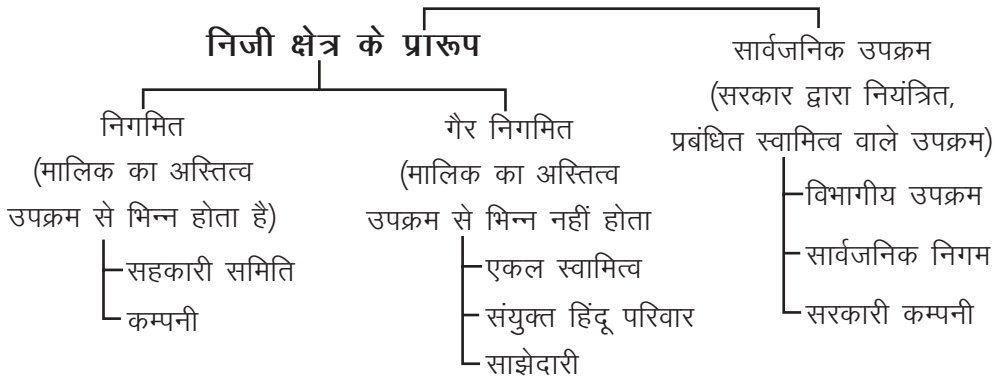 निजी क्षेत्र के प्रारूप
निगमित
(मालिक का अस्तित्व
उपक्रम से भिन्न होता है)
सहकारी समिति
कम्पनी
गैर निगमित
(मालिक का अस्तित्व
उपक्रम से भिन्न नहीं होता
एकल स्वामित्व
संयुक्त हिंदू परिवार
साझेदारी
सार्वजनिक उपक्रम
(सरकार द्वारा नियंत्रित,
प्रबंधित स्वामित्व वाले उपक्रम)
विभागीय उपक्रम
सार्वजनिक निगम
सरकारी कम्पनी